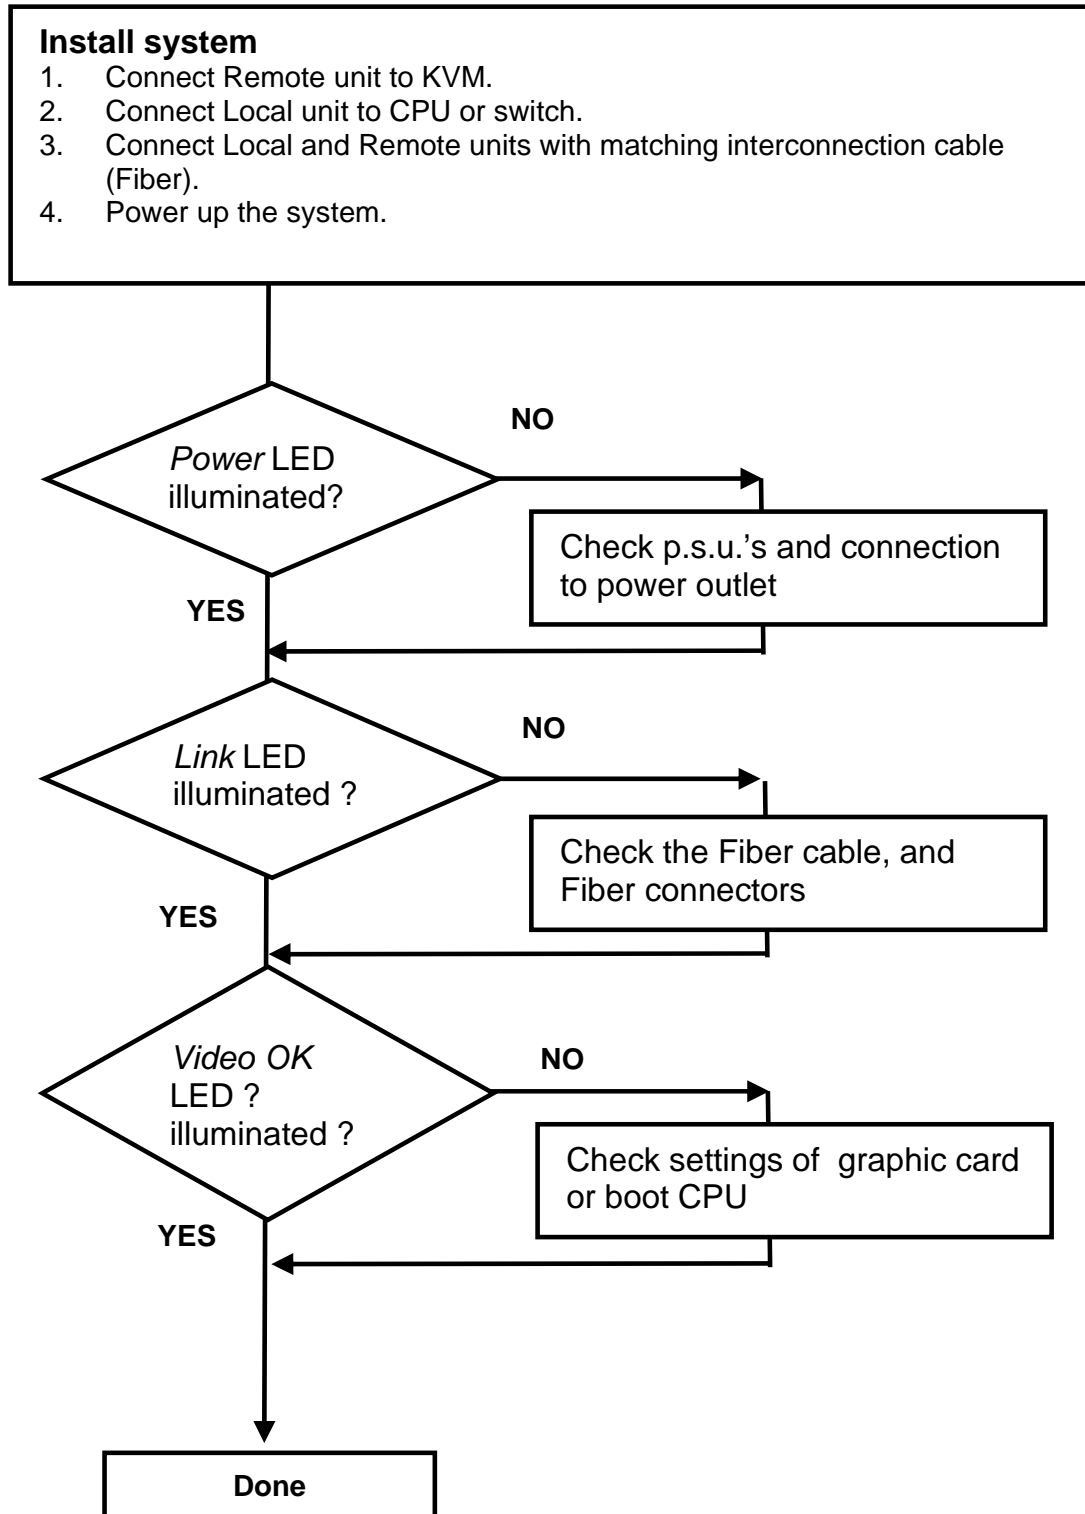 Install system
1. Connect Remote unit to KVM.
2. Connect Local unit to CPU or switch.
3. Connect Local and Remote units with matching interconnection cable
(Fiber).
4. Power up the system.
Power LED
illuminated?
NO
Check p.s.u.'s and connection
to power outlet
YES
Link LED
illuminated ?
NO
Check the Fiber cable, and
Fiber connectors
YES
Video OK
LED ?
illuminated ?
NO
Check settings of  graphic card
or boot CPU
YES
Done